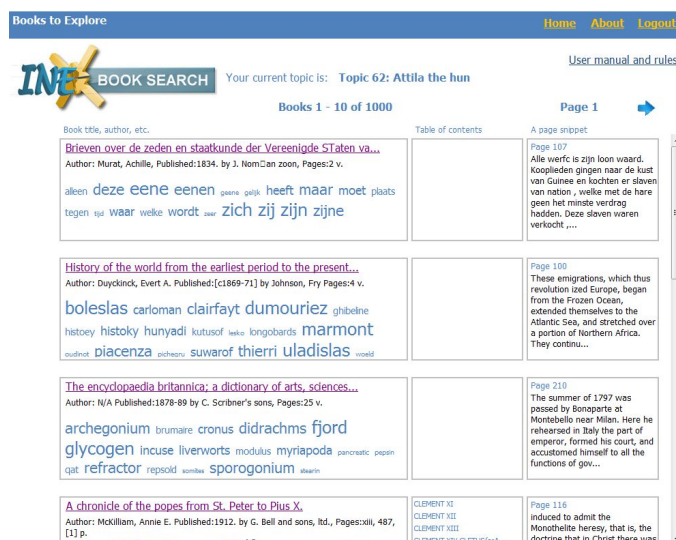 Books to Explore
Home About Logout
User manual and rules
INEX BOOK SEARCH
Your current topic is: Topic 62: Attila the hun
Books 1 - 10 of 1000
Page 1
Book title, author, etc.
Table of contents
A page snippet
Brieven over de zeden en staatkunde der Vereenigde STaten va...
Author: Murat, Achille, Published:1834. by J. Nom□an zoon, Pages:2 v.
alleen deze eene eenen geene gelijk heeft maar moet plaats
tegen tijd waar welke wordt zeer zich zij zijn zijne
Page 107
Alle werfc is zijn loon waard.
Kooplieden gingen naar de kust
van Guinee en kochten er slaven
van nation , welke met de hare
geen het minste verdrag
hadden. Deze slaven waren
verkocht ,...
History of the world from the earliest period to the present...
Author: Duyckinck, Evert A. Published:[c1869-71] by Johnson, Fry Pages:4 v.
boleslas carloman clairfayt dumouriez ghibeline
histoey histoky hunyadi kutusof lesko longobards marmont
oudinot piacenza pichegru suwarof thierri uladislas woeld
Page 100
These emigrations, which thus
revolution ized Europe, began
from the Frozen Ocean,
extended themselves to the
Atlantic Sea, and stretched over
a portion of Northern Africa.
They continu...
The encyclopaedia britannica; a dictionary of arts, sciences...
Author: N/A Published:1878-89 by C. Scribner's sons, Pages:25 v.
archegonium brumaire cronus didrachms fjord
glycogen incuse liverworts modulus myriapoda pancreatic pepsin
qat refractor repsold somites sporogonium stearin
Page 210
The summer of 1797 was
passed by Bonaparte at
Montebello near Milan. Here he
rehearsed in Italy the part of
emperor, formed his court, and
accustomed himself to all the
functions of gov...
A chronicle of the popes from St. Peter to Pius X.
Author: McKilliam, Annie E. Published:1912. by G. Bell and sons, ltd., Pages:xiii, 487,
[1] p.
CLEMENT XI
CLEMENT XII
CLEMENT XIII
Page 116
induced to admit the
Monothelite heresy, that is, the
doctrine that in Christ there was